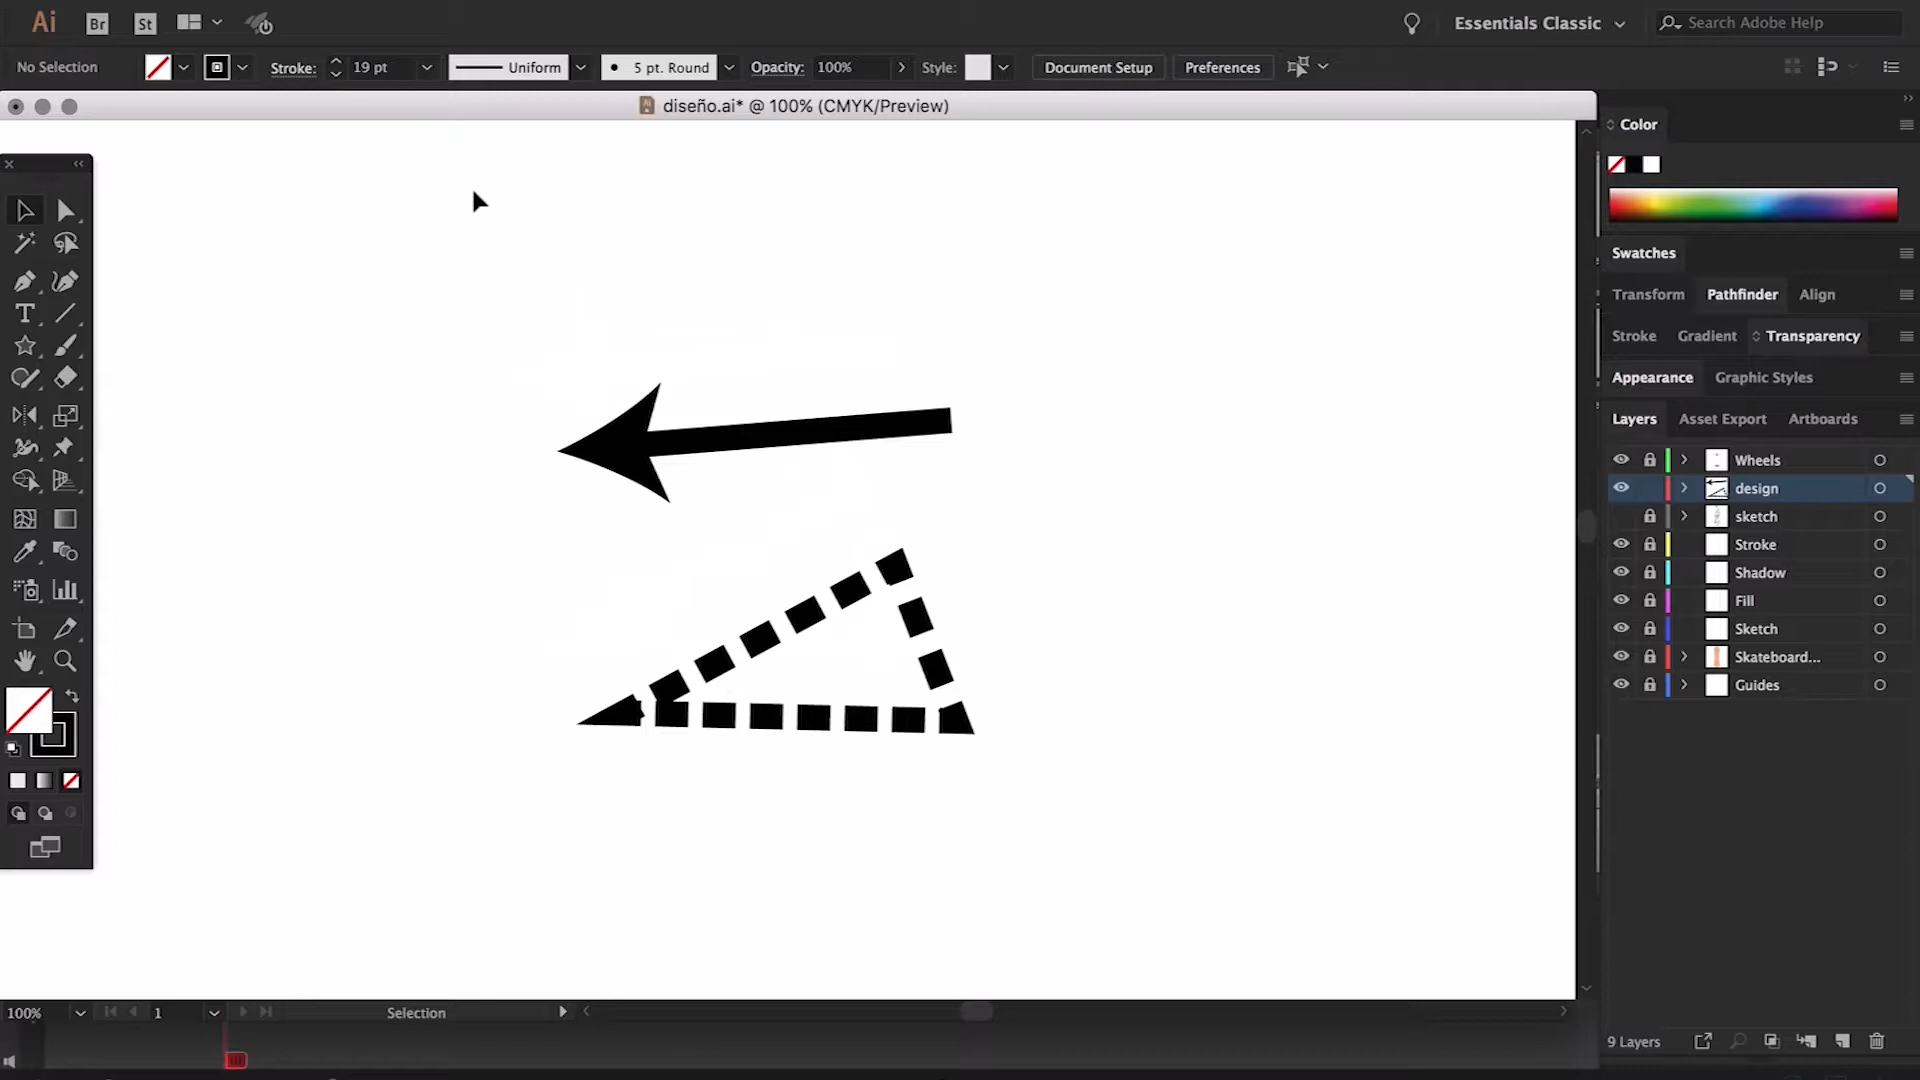 Ai Br St Essentials Classic Search Adobe Help
No Selection Stroke: 19 pt Uniform 5 pt. Round Opacity: 100% Style: Document Setup Preferences
diseño.ai* @ 100% (CMYK/Preview)
Color
Swatches
Transform Pathfinder Align
Stroke Gradient Transparency
Appearance Graphic Styles
Layers Asset Export Artboards
Wheels
design
sketch
Stroke
Shadow
Fill
Sketch
Skateboard...
Guides
100% 1 Selection
9 Layers